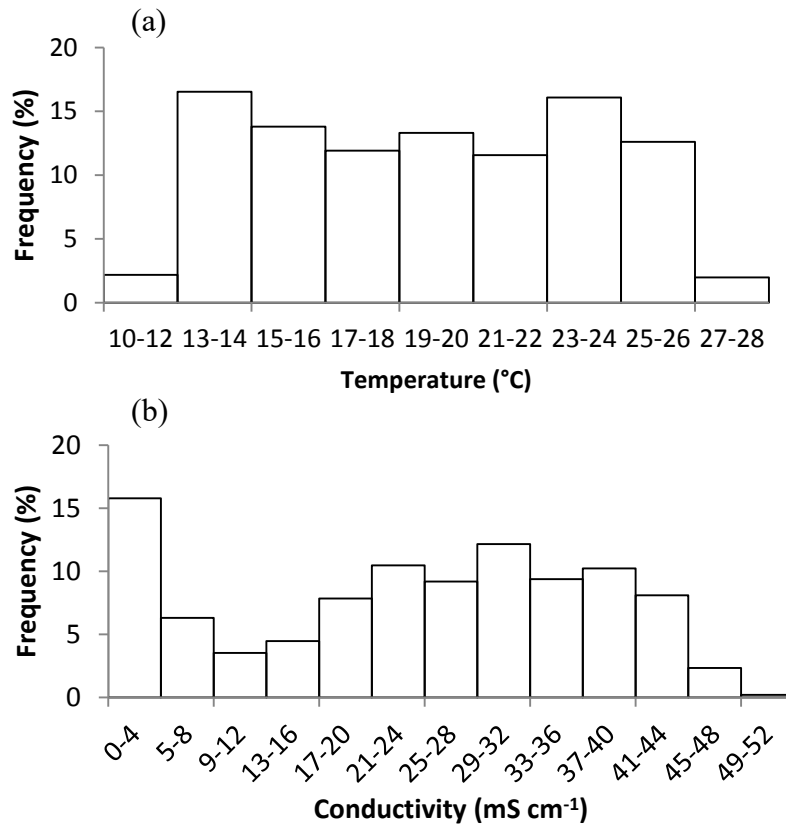 (a)
Frequency (%)
20
15
10
5
0
10-12 13-14 15-16 17-18 19-20 21-22 23-24 25-26 27-28
Temperature (°C)
(b)
Frequency (%)
20
15
10
5
0
0-4 5-8 9-12 13-16 17-20 21-24 25-28 29-32 33-36 37-40 41-44 45-48 49-52
Conductivity (mS cm⁻¹)